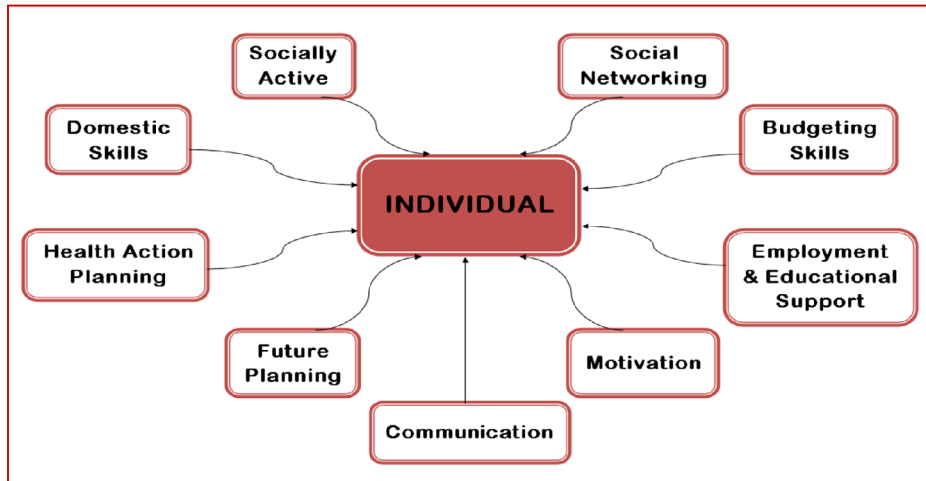 Socially
Active
Social
Networking
Domestic
Skills
Budgeting
Skills
INDIVIDUAL
Health Action
Planning
Employment
& Educational
Support
Future
Planning
Motivation
Communication